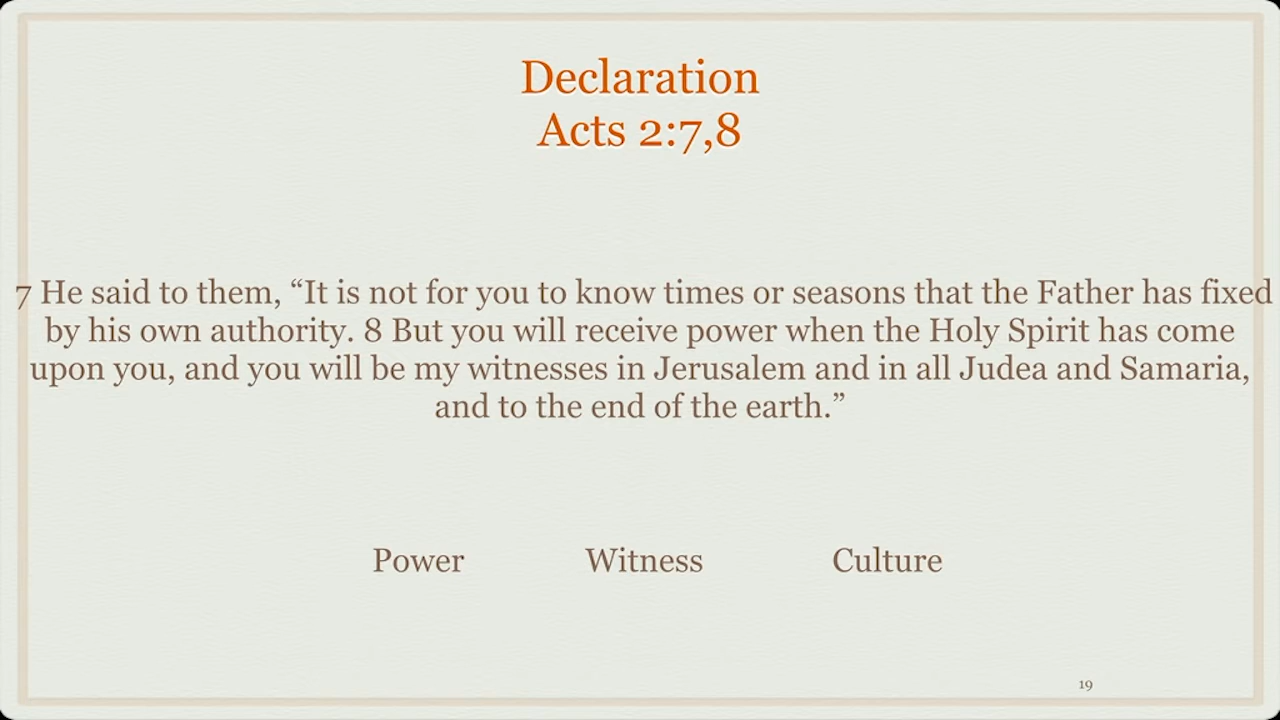 Declaration
Acts 2:7,8
7 He said to them, “It is not for you to know times or seasons that the Father has fixed
by his own authority. 8 But you will receive power when the Holy Spirit has come
upon you, and you will be my witnesses in Jerusalem and in all Judea and Samaria,
and to the end of the earth.”
Power Witness Culture
19